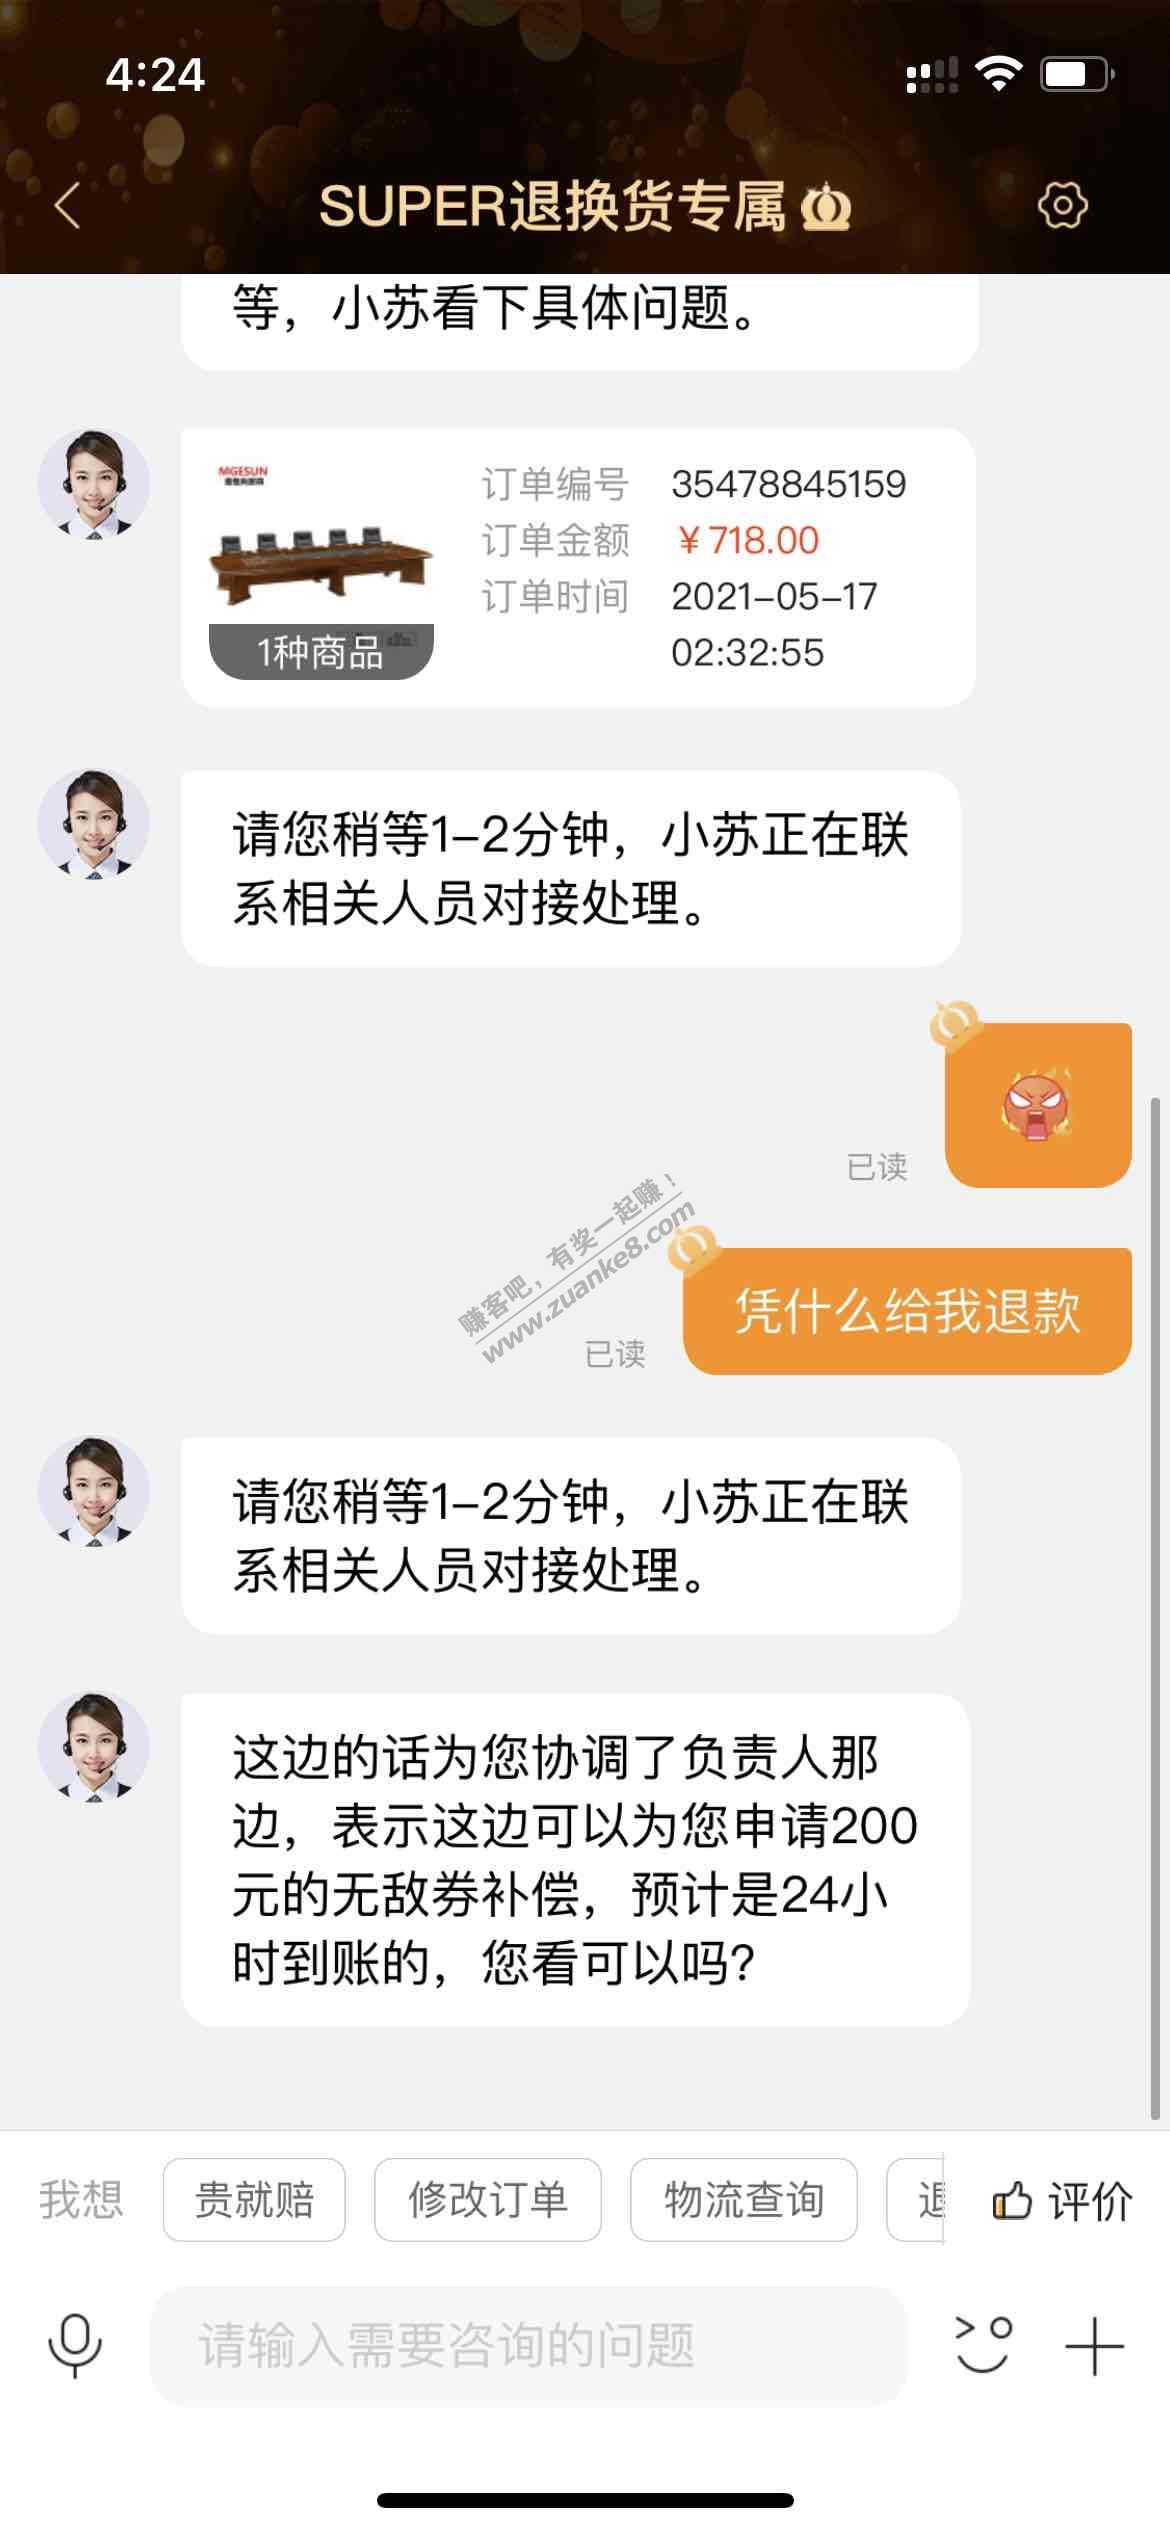 4:24
SUPER退换货专属
等，小苏看下具体问题。
MGESUN
订单编号 35478845159
订单金额 ￥718.00
订单时间 2021-05-17
02:32:55
1种商品
请您稍等1-2分钟，小苏正在联
系相关人员对接处理。
已读
赚客吧，有奖一起赚！
www.zuanke8.com
凭什么给我退款
已读
请您稍等1-2分钟，小苏正在联
系相关人员对接处理。
这边的话为您协调了负责人那
边，表示这边可以为您申请200
元的无敌券补偿，预计是24小
时到账的，您看可以吗？
我想 贵就赔 修改订单 物流查询 评价
请输入需要咨询的问题